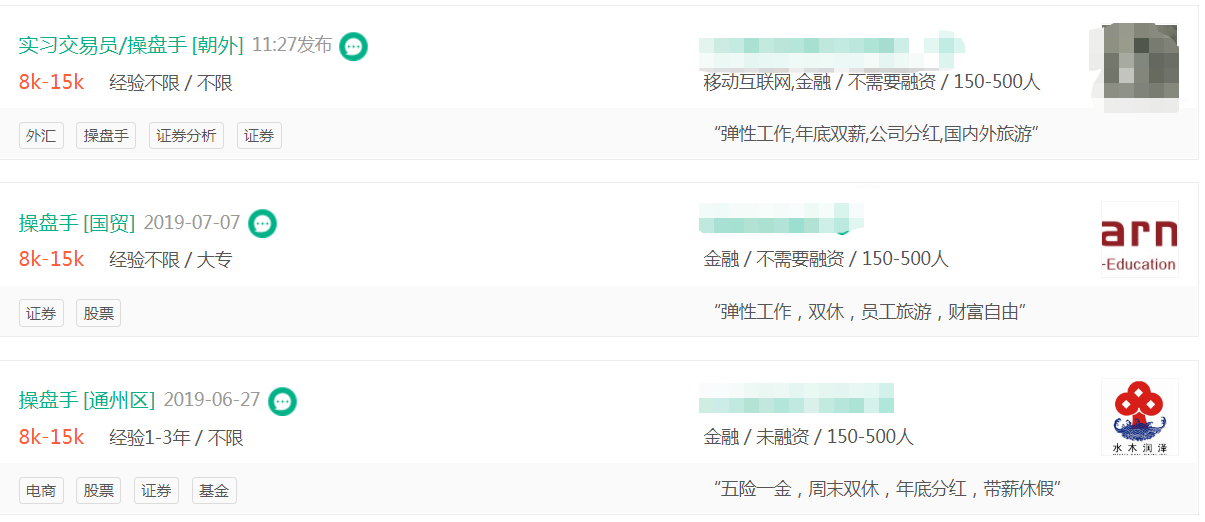 实习交易员/操盘手 [朝外] 11:27发布
8k-15k 经验不限 / 不限
移动互联网,金融 / 不需要融资 / 150-500人
外汇 操盘手 证券分析 证券
“弹性工作,年底双薪,公司分红,国内外旅游”
操盘手 [国贸] 2019-07-07
8k-15k 经验不限 / 大专
金融 / 不需要融资 / 150-500人
arn
-Education
证券 股票
“弹性工作，双休，员工旅游，财富自由”
操盘手 [通州区] 2019-06-27
8k-15k 经验1-3年 / 不限
金融 / 未融资 / 150-500人
水木润泽
电商 股票 证券 基金
“五险一金，周末双休，年底分红，带薪休假”